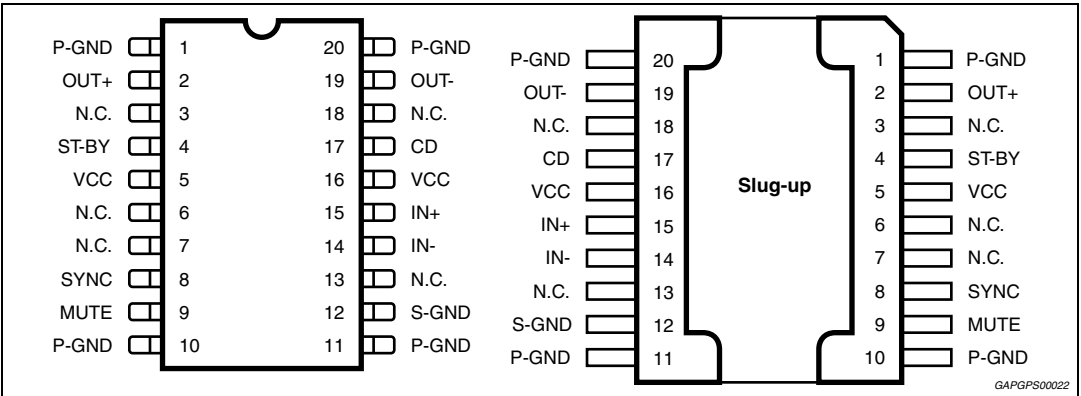 P-GND 1 20 P-GND
OUT+ 2 19 OUT-
N.C. 3 18 N.C.
ST-BY 4 17 CD
VCC 5 16 VCC
N.C. 6 15 IN+
N.C. 7 14 IN-
SYNC 8 13 N.C.
MUTE 9 12 S-GND
P-GND 10 11 P-GND
P-GND 20 1 P-GND
OUT- 19 2 OUT+
N.C. 18 3 N.C.
CD 17 4 ST-BY
VCC 16 Slug-up 5 VCC
IN+ 15 6 N.C.
IN- 14 7 N.C.
N.C. 13 8 SYNC
S-GND 12 9 MUTE
P-GND 11 10 P-GND
GAPGPS00022